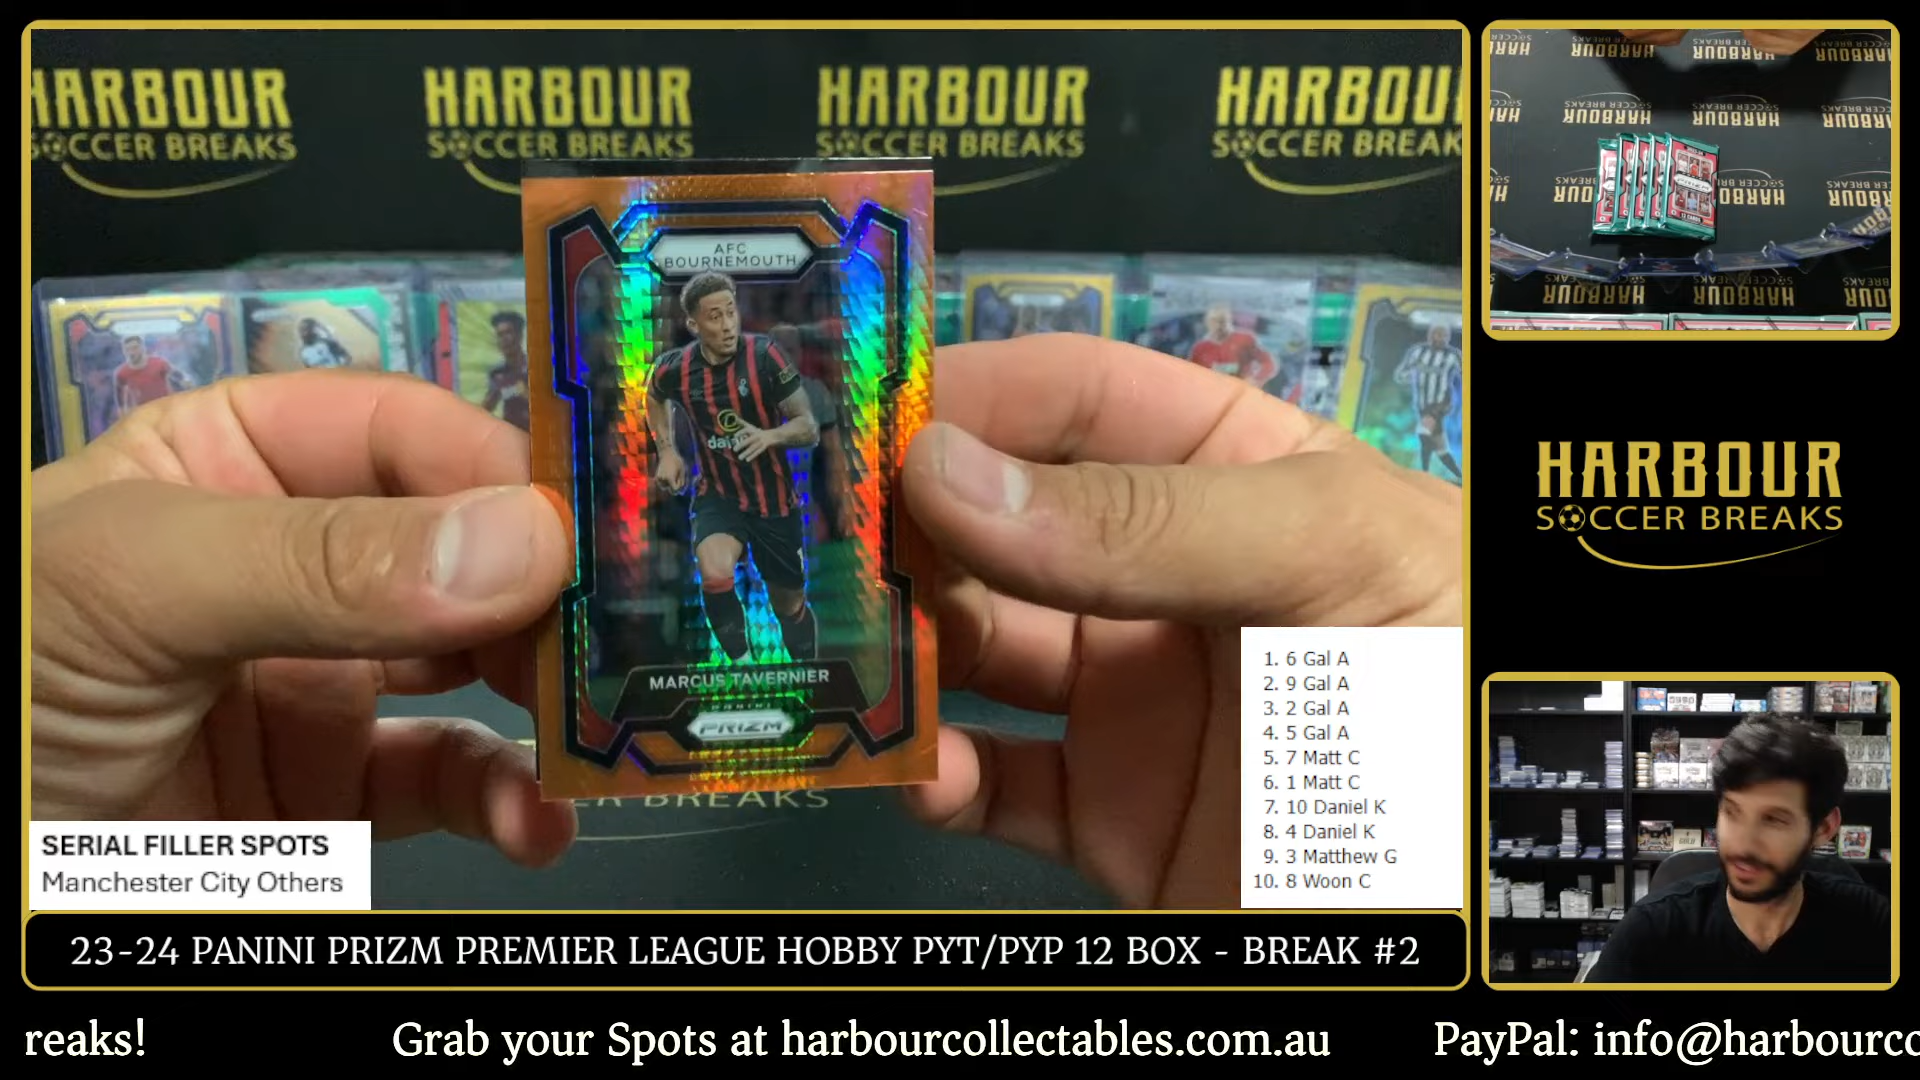 HARBOUR
SOCCER BREAKS
HARBOUR
SOCCER BREAKS
HARBOUR
SOCCER BREAKS
HARBOU
SOCCER BREAKS
AFC
BOURNEMOUTH
MARCUS TAVERNIER
PANINI
PRIZM
BREAKS
HARBOUR
SOCCER BREAKS
1. 6 Gal A
2. 9 Gal A
3. 2 Gal A
4. 5 Gal A
5. 7 Matt C
6. 1 Matt C
7. 10 Daniel K
8. 4 Daniel K
9. 3 Matthew G
10. 8 Woon C
SERIAL FILLER SPOTS
Manchester City Others
23-24 PANINI PRIZM PREMIER LEAGUE HOBBY PYT/PYP 12 BOX - BREAK #2
reaks!
Grab your Spots at harbourcollectables.com.au
PayPal: info@harbourc